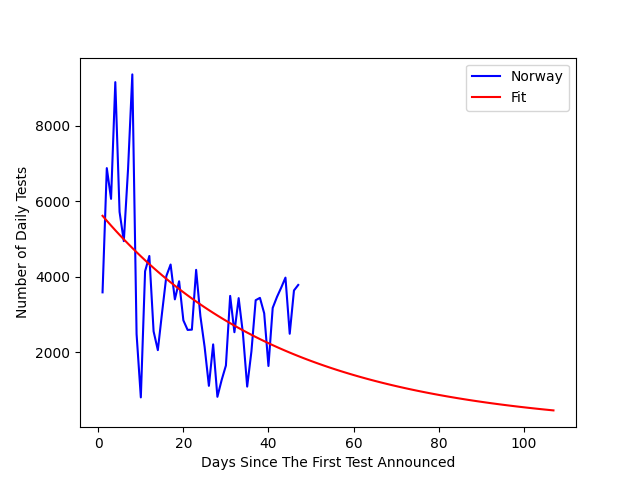 Norway
Fit
Number of Daily Tests
8000
6000
4000
2000
0 20 40 60 80 100
Days Since The First Test Announced